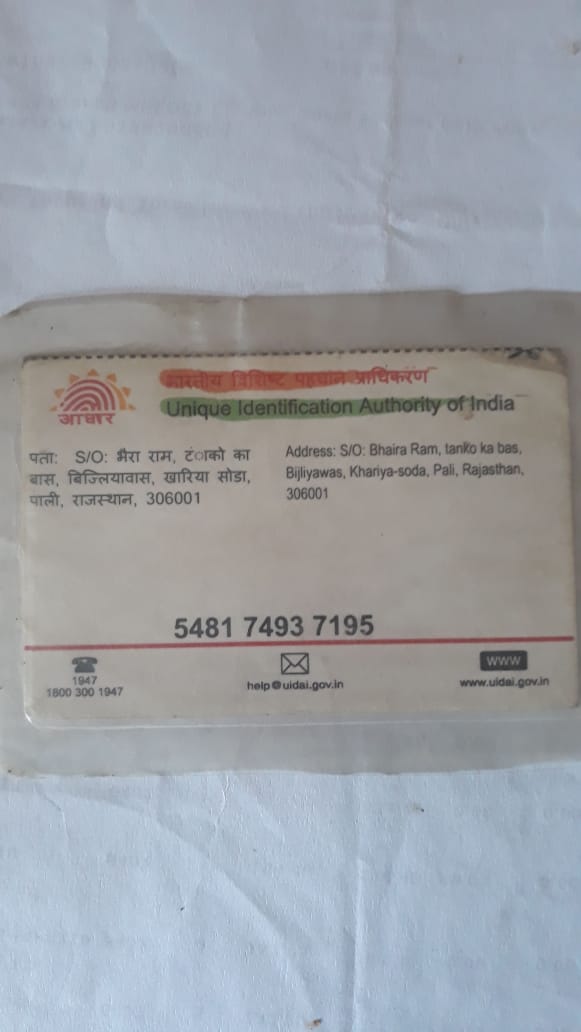 भारतीय विशिष्ट पहचान प्राधिकरण
Unique Identification Authority of India
आधार
पता: S/O: भैरा राम, टंाको का
बास, बिज्लियावास, खारिया सोडा,
पाली, राजस्थान, 306001
Address: S/O: Bhaira Ram, tanko ka bas,
Bijliyawas, Khariya-soda, Pali, Rajasthan,
306001
5481 7493 7195
1947
1800 300 1947
help@uidai.gov.in
www
www.uidai.gov.in